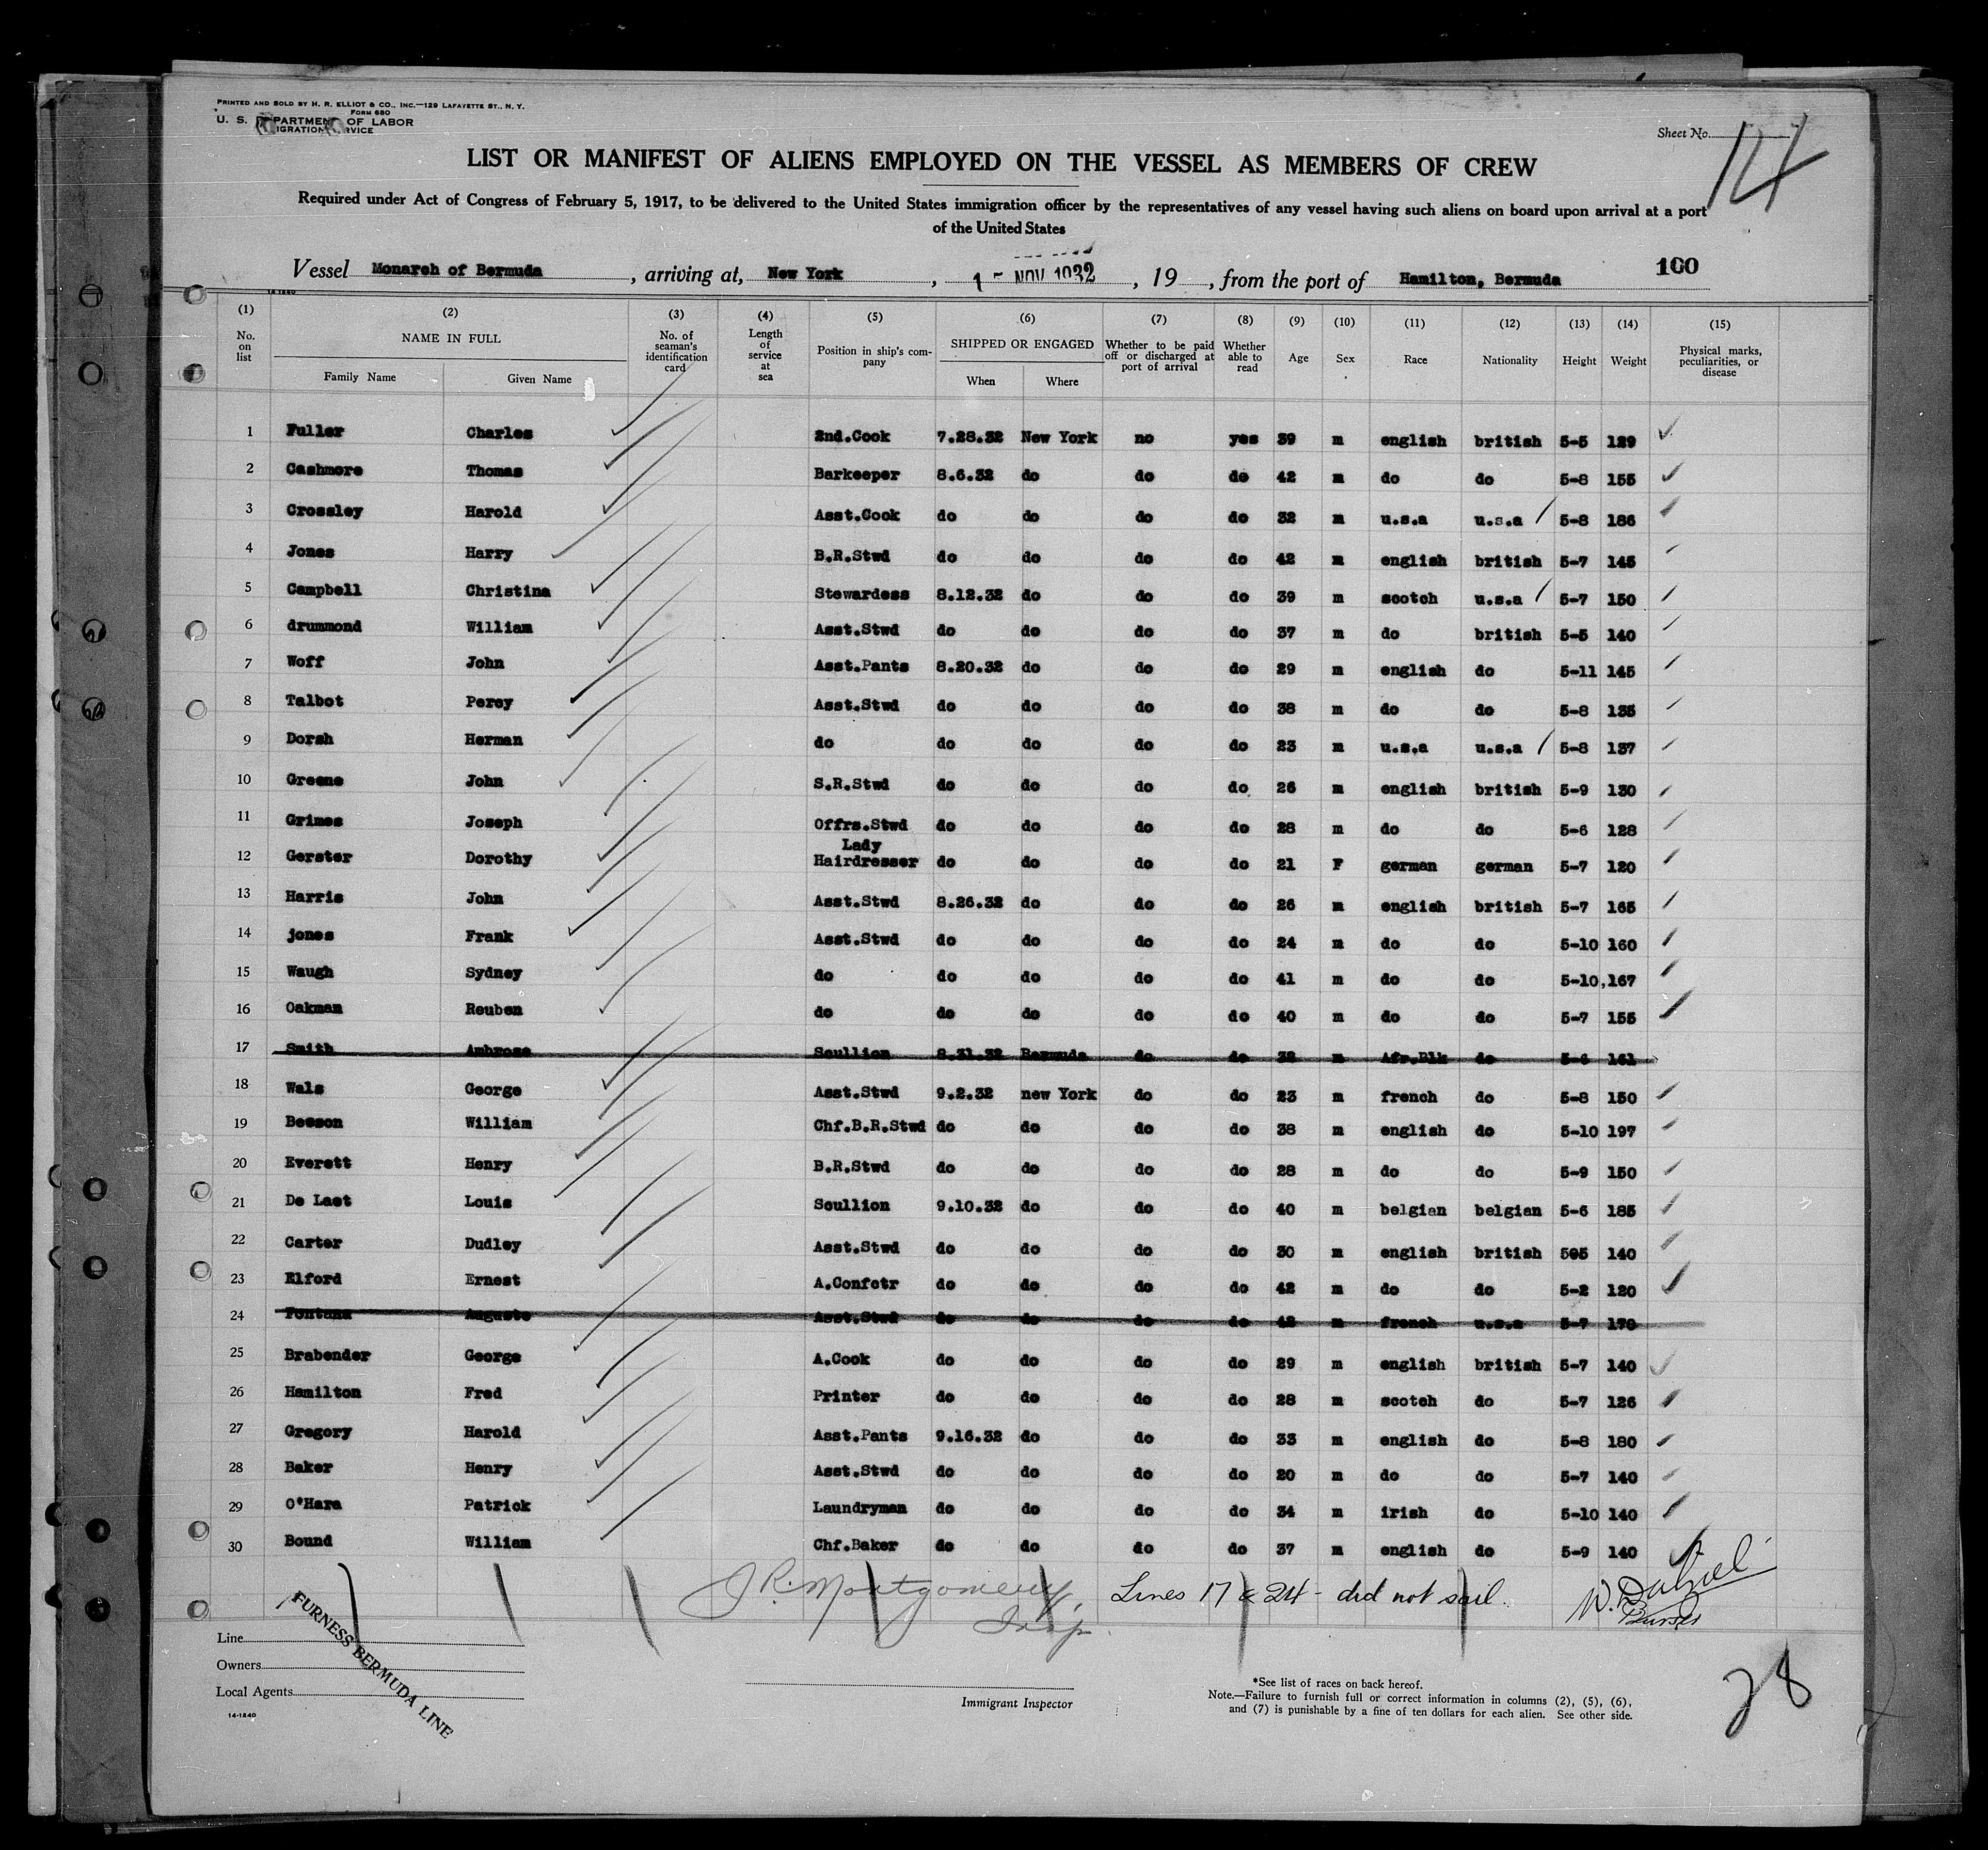 PRINTED AND SOLD BY H. R. ELLIOT & CO., INC.—129 LAFAYETTE ST., N. Y.
FORM 680
U. S. DEPARTMENT OF LABOR
IMMIGRATION SERVICE
Sheet No. 14
LIST OR MANIFEST OF ALIENS EMPLOYED ON THE VESSEL AS MEMBERS OF CREW
Required under Act of Congress of February 5, 1917, to be delivered to the United States immigration officer by the representatives of any vessel having such aliens on board upon arrival at a port
of the United States
Vessel Monarch of Bermuda, arriving at, New York, 1 - NOV 1932, 19 , from the port of Hamilton, Bermuda 100
14-1240
(1) (2) (3) (4) (5) (6) (7) (8) (9) (10) (11) (12) (13) (14) (15)
No. on list NAME IN FULL Family Name Given Name No. of seaman's identification card Length of service at sea Position in ship's company SHIPPED OR ENGAGED When Where Whether to be paid off or discharged at port of arrival Whether able to read Age Sex Race Nationality Height Weight Physical marks, peculiarities, or disease
1 Fuller Charles 2nd.Cook 7.28.32 New York no yes 39 m english british 5-5 129
2 Cashmore Thomas Barkeeper 8.6.32 do do do 42 m do do 5-8 155
3 Crossley Harold Asst.Cook do do do do 32 m u.s.a u.s.a 5-8 186
4 Jones Harry B.R.Stwd do do do do 42 m english british 5-7 145
5 Campbell Christina Stewardess 8.12.32 do do do 39 m scotch u.s.a 5-7 150
6 drummond William Asst.Stwd do do do do 37 m do british 5-5 140
7 Woff John Asst.Pants 8.20.32 do do do 29 m english do 5-11 145
8 Talbot Percy Asst.Stwd do do do do 38 m do do 5-8 135
9 Dorsh Herman do do do do do 23 m u.s.a u.s.a 5-8 137
10 Greene John S.R.Stwd do do do do 26 m english british 5-9 130
11 Grimes Joseph Offrs.Stwd do do do do 28 m do do 5-6 128
12 Gerster Dorothy Lady Hairdresser do do do do 21 F german german 5-7 120
13 Harris John Asst.Stwd 8.26.32 do do do 26 m english british 5-7 165
14 jones Frank Asst.Stwd do do do do 24 m do do 5-10 160
15 Waugh Sydney do do do do do 41 m do do 5-10,167
16 Oakman Reuben do do do do do 40 m do do 5-7 155
17 Smith Ambrose Scullion 8.31.32 Bermuda do do 32 m Afr.Blk do 5-6 161
18 Wals George Asst.Stwd 9.2.32 new York do do 23 m french do 5-8 150
19 Beeson William Chf.B.R.Stwd do do do do 38 m english do 5-10 197
20 Everett Henry B.R.Stwd do do do do 28 m do do 5-9 150
21 De Laet Louis Scullion 9.10.32 do do do 40 m belgian belgian 5-6 185
22 Carter Dudley Asst.Stwd do do do do 30 m english british 505 140
23 Elford Ernest A.Confctr do do do do 42 m do do 5-2 120
24 Fontana Auguste Asst.Stwd do do do do 42 m french u.s.a 5-7 170
25 Brabender George A.Cook do do do do 29 m english british 5-7 140
26 Hamilton Fred Printer do do do do 28 m scotch do 5-7 126
27 Gregory Harold Asst.Pants 9.16.32 do do do 33 m english do 5-8 180
28 Baker Henry Asst.Stwd do do do do 20 m do do 5-7 140
29 O'Hara Patrick Laundryman do do do do 34 m irish do 5-10 140
30 Bound William Chf.Baker do do do do 37 m english do 5-9 140
J R. Montgomery, Insp. Lines 17 & 24 - did not sail.
Purser
FURNESS BERMUDA LINE
Line
Owners
Local Agents
14-1240
Immigrant Inspector
*See list of races on back hereof.
Note.—Failure to furnish full or correct information in columns (2), (5), (6),
and (7) is punishable by a fine of ten dollars for each alien. See other side.
28